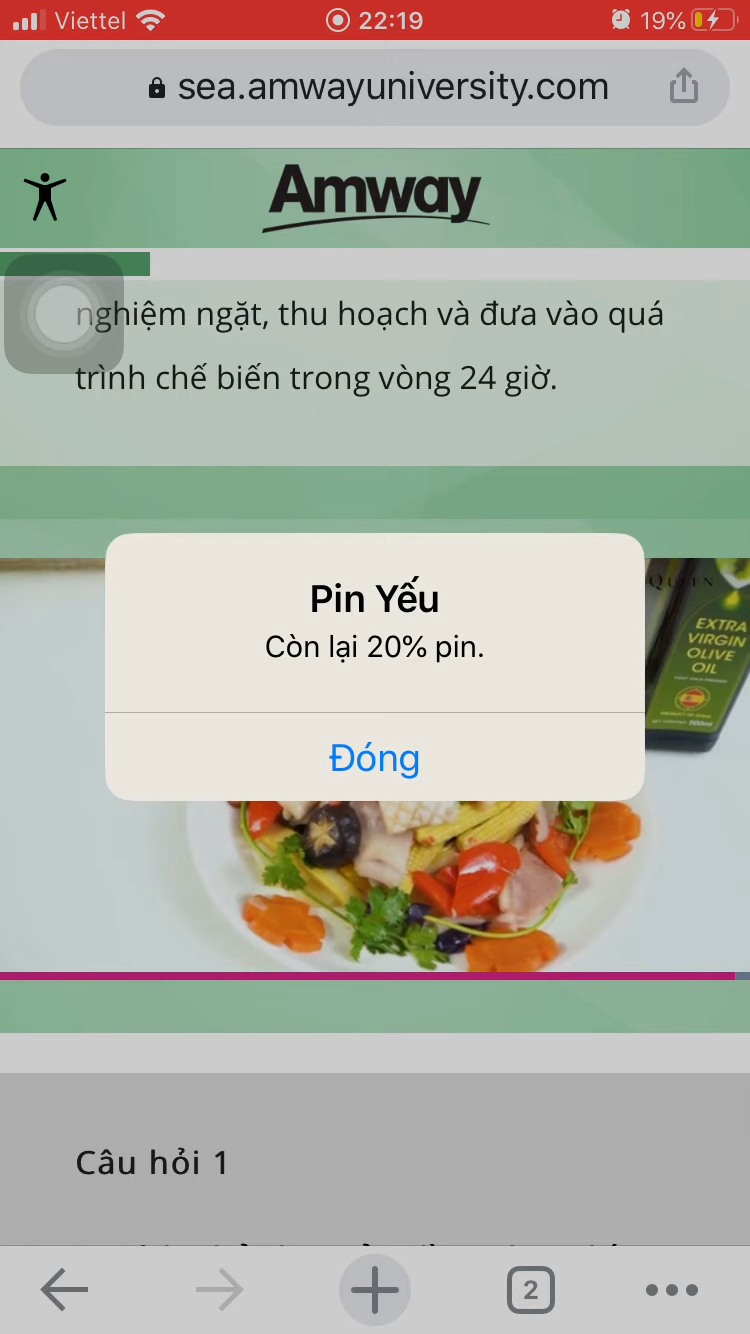 Viettel
22:19
19%
sea.amwayuniversity.com
Amway
nghiệm ngặt, thu hoạch và đưa vào quá
trình chế biến trong vòng 24 giờ.
Pin Yếu
Còn lại 20% pin.
Đóng
EXTRA
VIRGIN
OLIVE
OIL
500ml
Câu hỏi 1
2